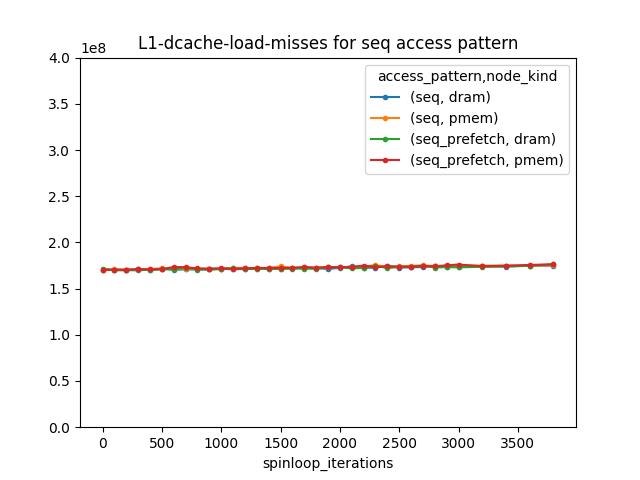 L1-dcache-load-misses for seq access pattern
1e8
access_pattern,node_kind
(seq, dram)
(seq, pmem)
(seq_prefetch, dram)
(seq_prefetch, pmem)
4.0
3.5
3.0
2.5
2.0
1.5
1.0
0.5
0.0
0 500 1000 1500 2000 2500 3000 3500
spinloop_iterations